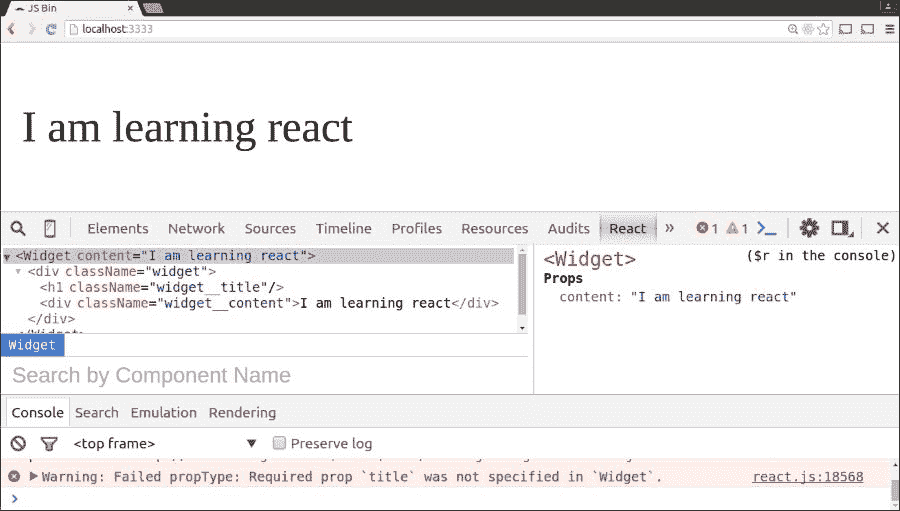 JS Bin
localhost:3333
I am learning react
Elements Network Sources Timeline Profiles Resources Audits React » 1 1
<Widget content="I am learning react">
<div className="widget">
<h1 className="widget__title"/>
<div className="widget__content">I am learning react</div>
</div>
</Widget>
Widget
Search by Component Name
<Widget> ($r in the console)
Props
content: "I am learning react"
Console Search Emulation Rendering
<top frame> Preserve log
Warning: Failed propType: Required prop `title` was not specified in `Widget`. react.js:18568